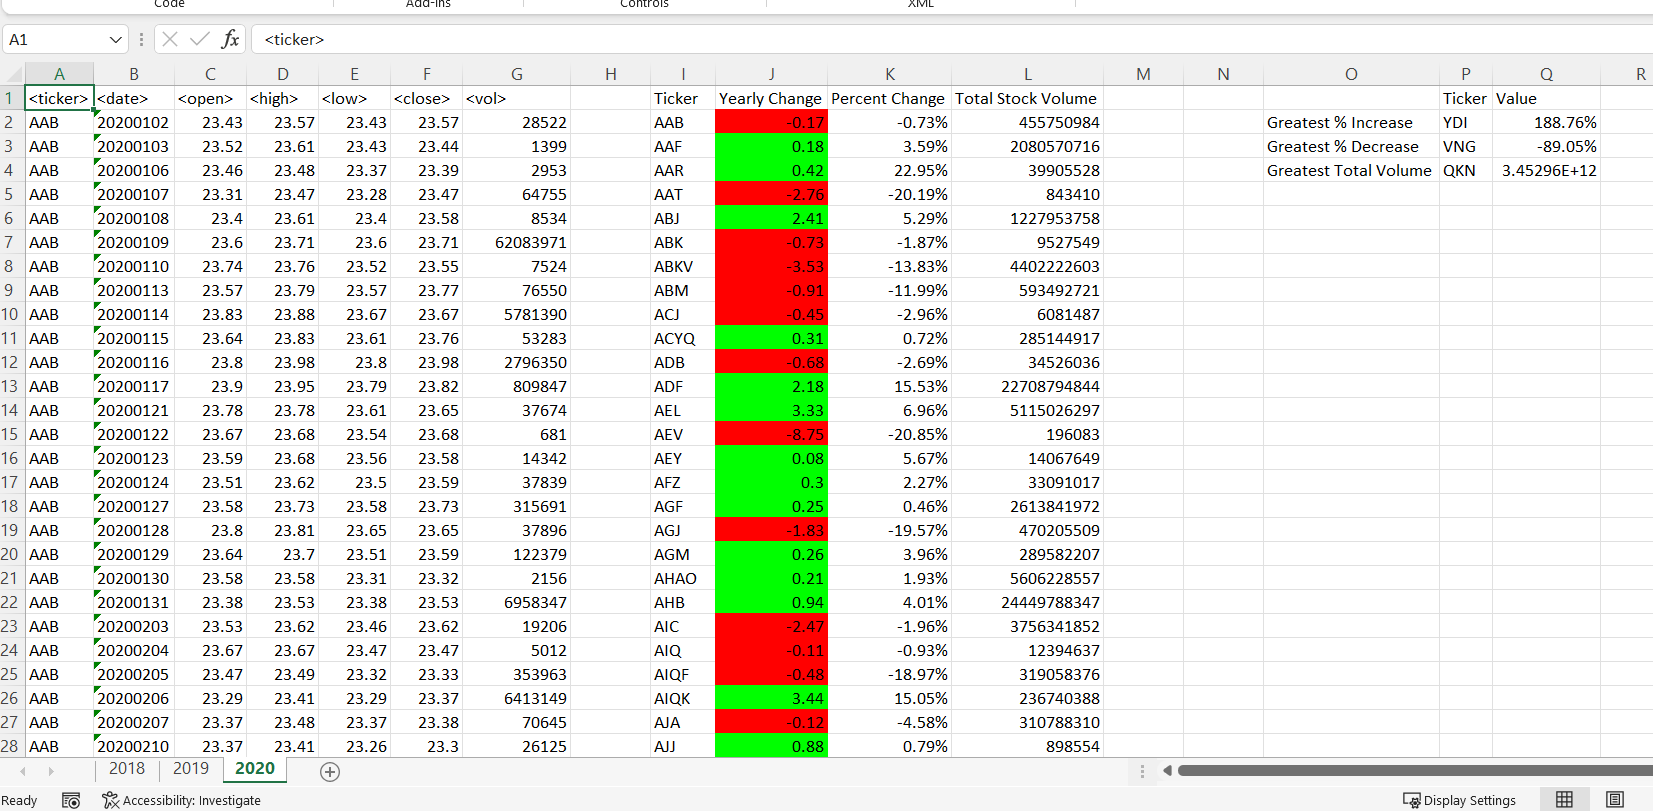 Code Add-ins Controls XML
A1 fx <ticker>
A B C D E F G H I J K L M N O P Q R
1 <ticker> <date> <open> <high> <low> <close> <vol> Ticker Yearly Change Percent Change Total Stock Volume Ticker Value
2 AAB 20200102 23.43 23.57 23.43 23.57 28522 AAB -0.17 -0.73% 455750984 Greatest % Increase YDI 188.76%
3 AAB 20200103 23.52 23.61 23.43 23.44 1399 AAF 0.18 3.59% 2080570716 Greatest % Decrease VNG -89.05%
4 AAB 20200106 23.46 23.48 23.37 23.39 2953 AAR 0.42 22.95% 39905528 Greatest Total Volume QKN 3.45296E+12
5 AAB 20200107 23.31 23.47 23.28 23.47 64755 AAT -2.76 -20.19% 843410
6 AAB 20200108 23.4 23.61 23.4 23.58 8534 ABJ 2.41 5.29% 1227953758
7 AAB 20200109 23.6 23.71 23.6 23.71 62083971 ABK -0.73 -1.87% 9527549
8 AAB 20200110 23.74 23.76 23.52 23.55 7524 ABKV -3.53 -13.83% 4402222603
9 AAB 20200113 23.57 23.79 23.57 23.77 76550 ABM -0.91 -11.99% 593492721
10 AAB 20200114 23.83 23.88 23.67 23.67 5781390 ACJ -0.45 -2.96% 6081487
11 AAB 20200115 23.64 23.83 23.61 23.76 53283 ACYQ 0.31 0.72% 285144917
12 AAB 20200116 23.8 23.98 23.8 23.98 2796350 ADB -0.68 -2.69% 34526036
13 AAB 20200117 23.9 23.95 23.79 23.82 809847 ADF 2.18 15.53% 22708794844
14 AAB 20200121 23.78 23.78 23.61 23.65 37674 AEL 3.33 6.96% 5115026297
15 AAB 20200122 23.67 23.68 23.54 23.68 681 AEV -8.75 -20.85% 196083
16 AAB 20200123 23.59 23.68 23.56 23.58 14342 AEY 0.08 5.67% 14067649
17 AAB 20200124 23.51 23.62 23.5 23.59 37839 AFZ 0.3 2.27% 33091017
18 AAB 20200127 23.58 23.73 23.58 23.73 315691 AGF 0.25 0.46% 2613841972
19 AAB 20200128 23.8 23.81 23.65 23.65 37896 AGJ -1.83 -19.57% 470205509
20 AAB 20200129 23.64 23.7 23.51 23.59 122379 AGM 0.26 3.96% 289582207
21 AAB 20200130 23.58 23.58 23.31 23.32 2156 AHAO 0.21 1.93% 5606228557
22 AAB 20200131 23.38 23.53 23.38 23.53 6958347 AHB 0.94 4.01% 24449788347
23 AAB 20200203 23.53 23.62 23.46 23.62 19206 AIC -2.47 -1.96% 3756341852
24 AAB 20200204 23.67 23.67 23.47 23.47 5012 AIQ -0.11 -0.93% 12394637
25 AAB 20200205 23.47 23.49 23.32 23.33 353963 AIQF -0.48 -18.97% 319058376
26 AAB 20200206 23.29 23.41 23.29 23.37 6413149 AIQK 3.44 15.05% 236740388
27 AAB 20200207 23.37 23.48 23.37 23.38 70645 AJA -0.12 -4.58% 310788310
28 AAB 20200210 23.37 23.41 23.26 23.3 26125 AJJ 0.88 0.79% 898554
2018 2019 2020
Ready Accessibility: Investigate Display Settings